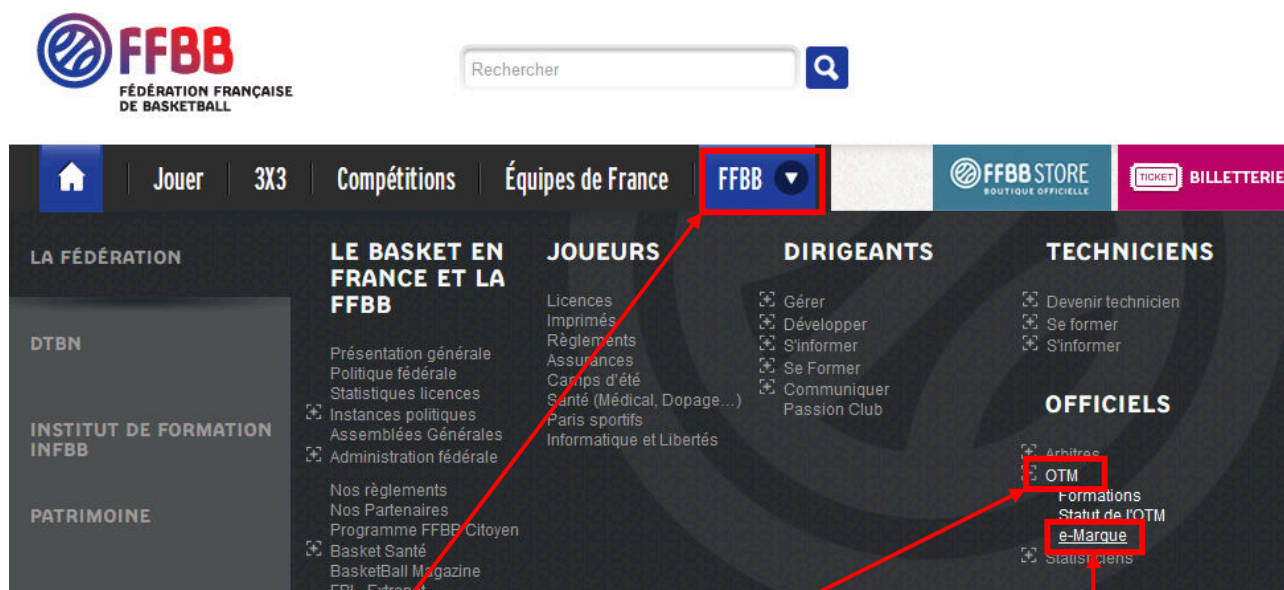 FFBB
FÉDÉRATION FRANÇAISE
DE BASKETBALL
Rechercher
Jouer
3X3
Compétitions
Équipes de France
FFBB
FFBB STORE
BOUTIQUE OFFICIELLE
TICKET
BILLETTERIE
LA FÉDÉRATION
DTBN
INSTITUT DE FORMATION
INFBB
PATRIMOINE
LE BASKET EN
FRANCE ET LA
FFBB
Présentation générale
Politique fédérale
Statistiques licences
Instances politiques
Assemblées Générales
Administration fédérale
Nos règlements
Nos Partenaires
Programme FFBB Citoyen
Basket Santé
BasketBall Magazine
FBI - Extranet
JOUEURS
Licences
Imprimés
Règlements
Assurances
Camps d'été
Santé (Médical, Dopage...)
Paris sportifs
Informatique et Libertés
DIRIGEANTS
Gérer
Développer
S'informer
Se Former
Communiquer
Passion Club
TECHNICIENS
Devenir technicien
Se former
S'informer
OFFICIELS
Arbitres
OTM
Formations
Statut de l'OTM
e-Marque
Statisticiens